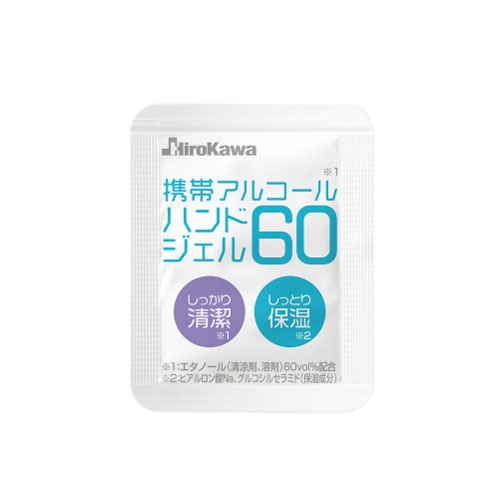 HiroKawa
※1
携帯アルコール
ハンド
ジェル60
しっかり
清潔
※1
しっとり
保湿
※2
※1:エタノール(清涼剤、溶剤)60vol%配合
※2:ヒアルロン酸Na、グルコシルセラミド(保湿成分)